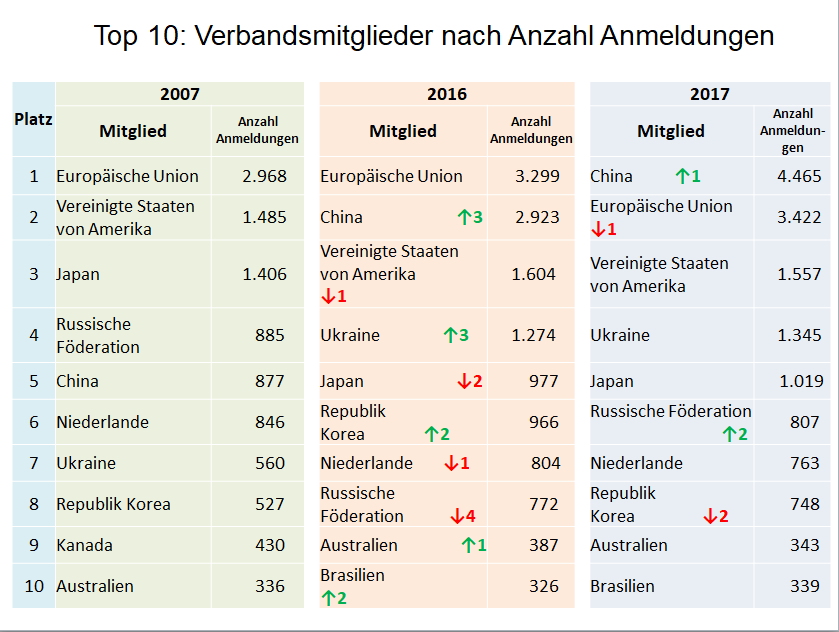 Top 10: Verbandsmitglieder nach Anzahl Anmeldungen
Platz 2007 2016 2017
Mitglied Anzahl Anmeldungen Mitglied Anzahl Anmeldungen Mitglied Anzahl Anmeldun-gen
1 Europäische Union 2.968 Europäische Union 3.299 China ↑1 4.465
2 Vereinigte Staaten von Amerika 1.485 China ↑3 2.923 Europäische Union ↓1 3.422
3 Japan 1.406 Vereinigte Staaten von Amerika ↓1 1.604 Vereinigte Staaten von Amerika 1.557
4 Russische Föderation 885 Ukraine ↑3 1.274 Ukraine 1.345
5 China 877 Japan ↓2 977 Japan 1.019
6 Niederlande 846 Republik Korea ↑2 966 Russische Föderation ↑2 807
7 Ukraine 560 Niederlande ↓1 804 Niederlande 763
8 Republik Korea 527 Russische Föderation ↓4 772 Republik Korea ↓2 748
9 Kanada 430 Australien ↑1 387 Australien 343
10 Australien 336 Brasilien ↑2 326 Brasilien 339